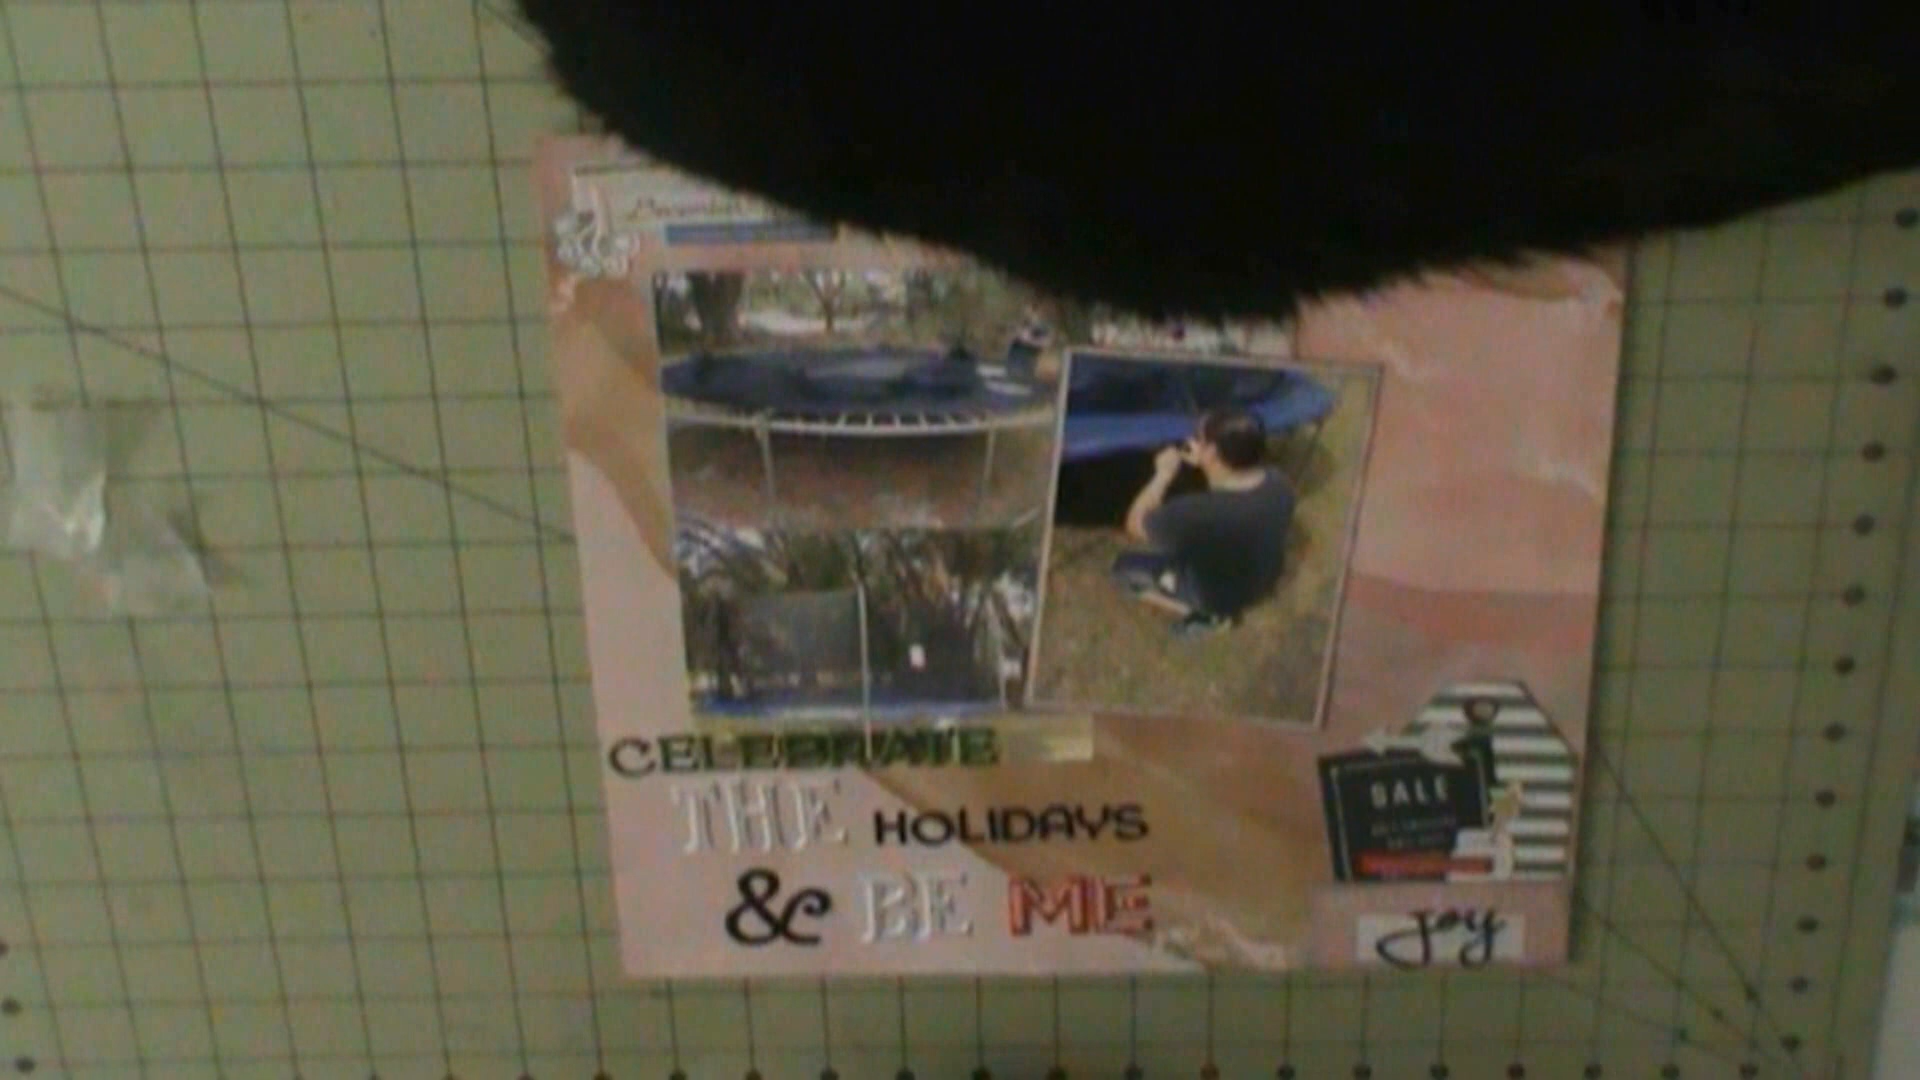 CELEBRATE
THE HOLIDAYS
& BE ME
SALE
joy